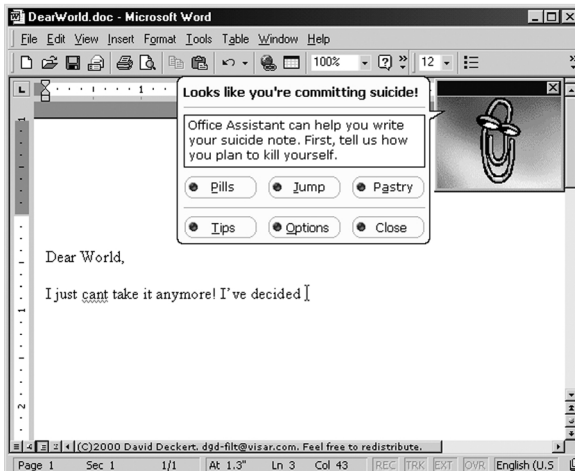 DearWorld.doc - Microsoft Word
File Edit View Insert Format Tools Table Window Help
100% 12
L 1
Looks like you're committing suicide!
Office Assistant can help you write
your suicide note. First, tell us how
you plan to kill yourself.
Pills Jump Pastry
Tips Options Close
Dear World,
I just cant take it anymore! I've decided
1
2
(C)2000 David Deckert. d9d-filt@visar.com. Feel free to redistribute.
Page 1 Sec 1 1/1 At 1.3" Ln 3 Col 43 REC TRK EXT OVR English (U.S